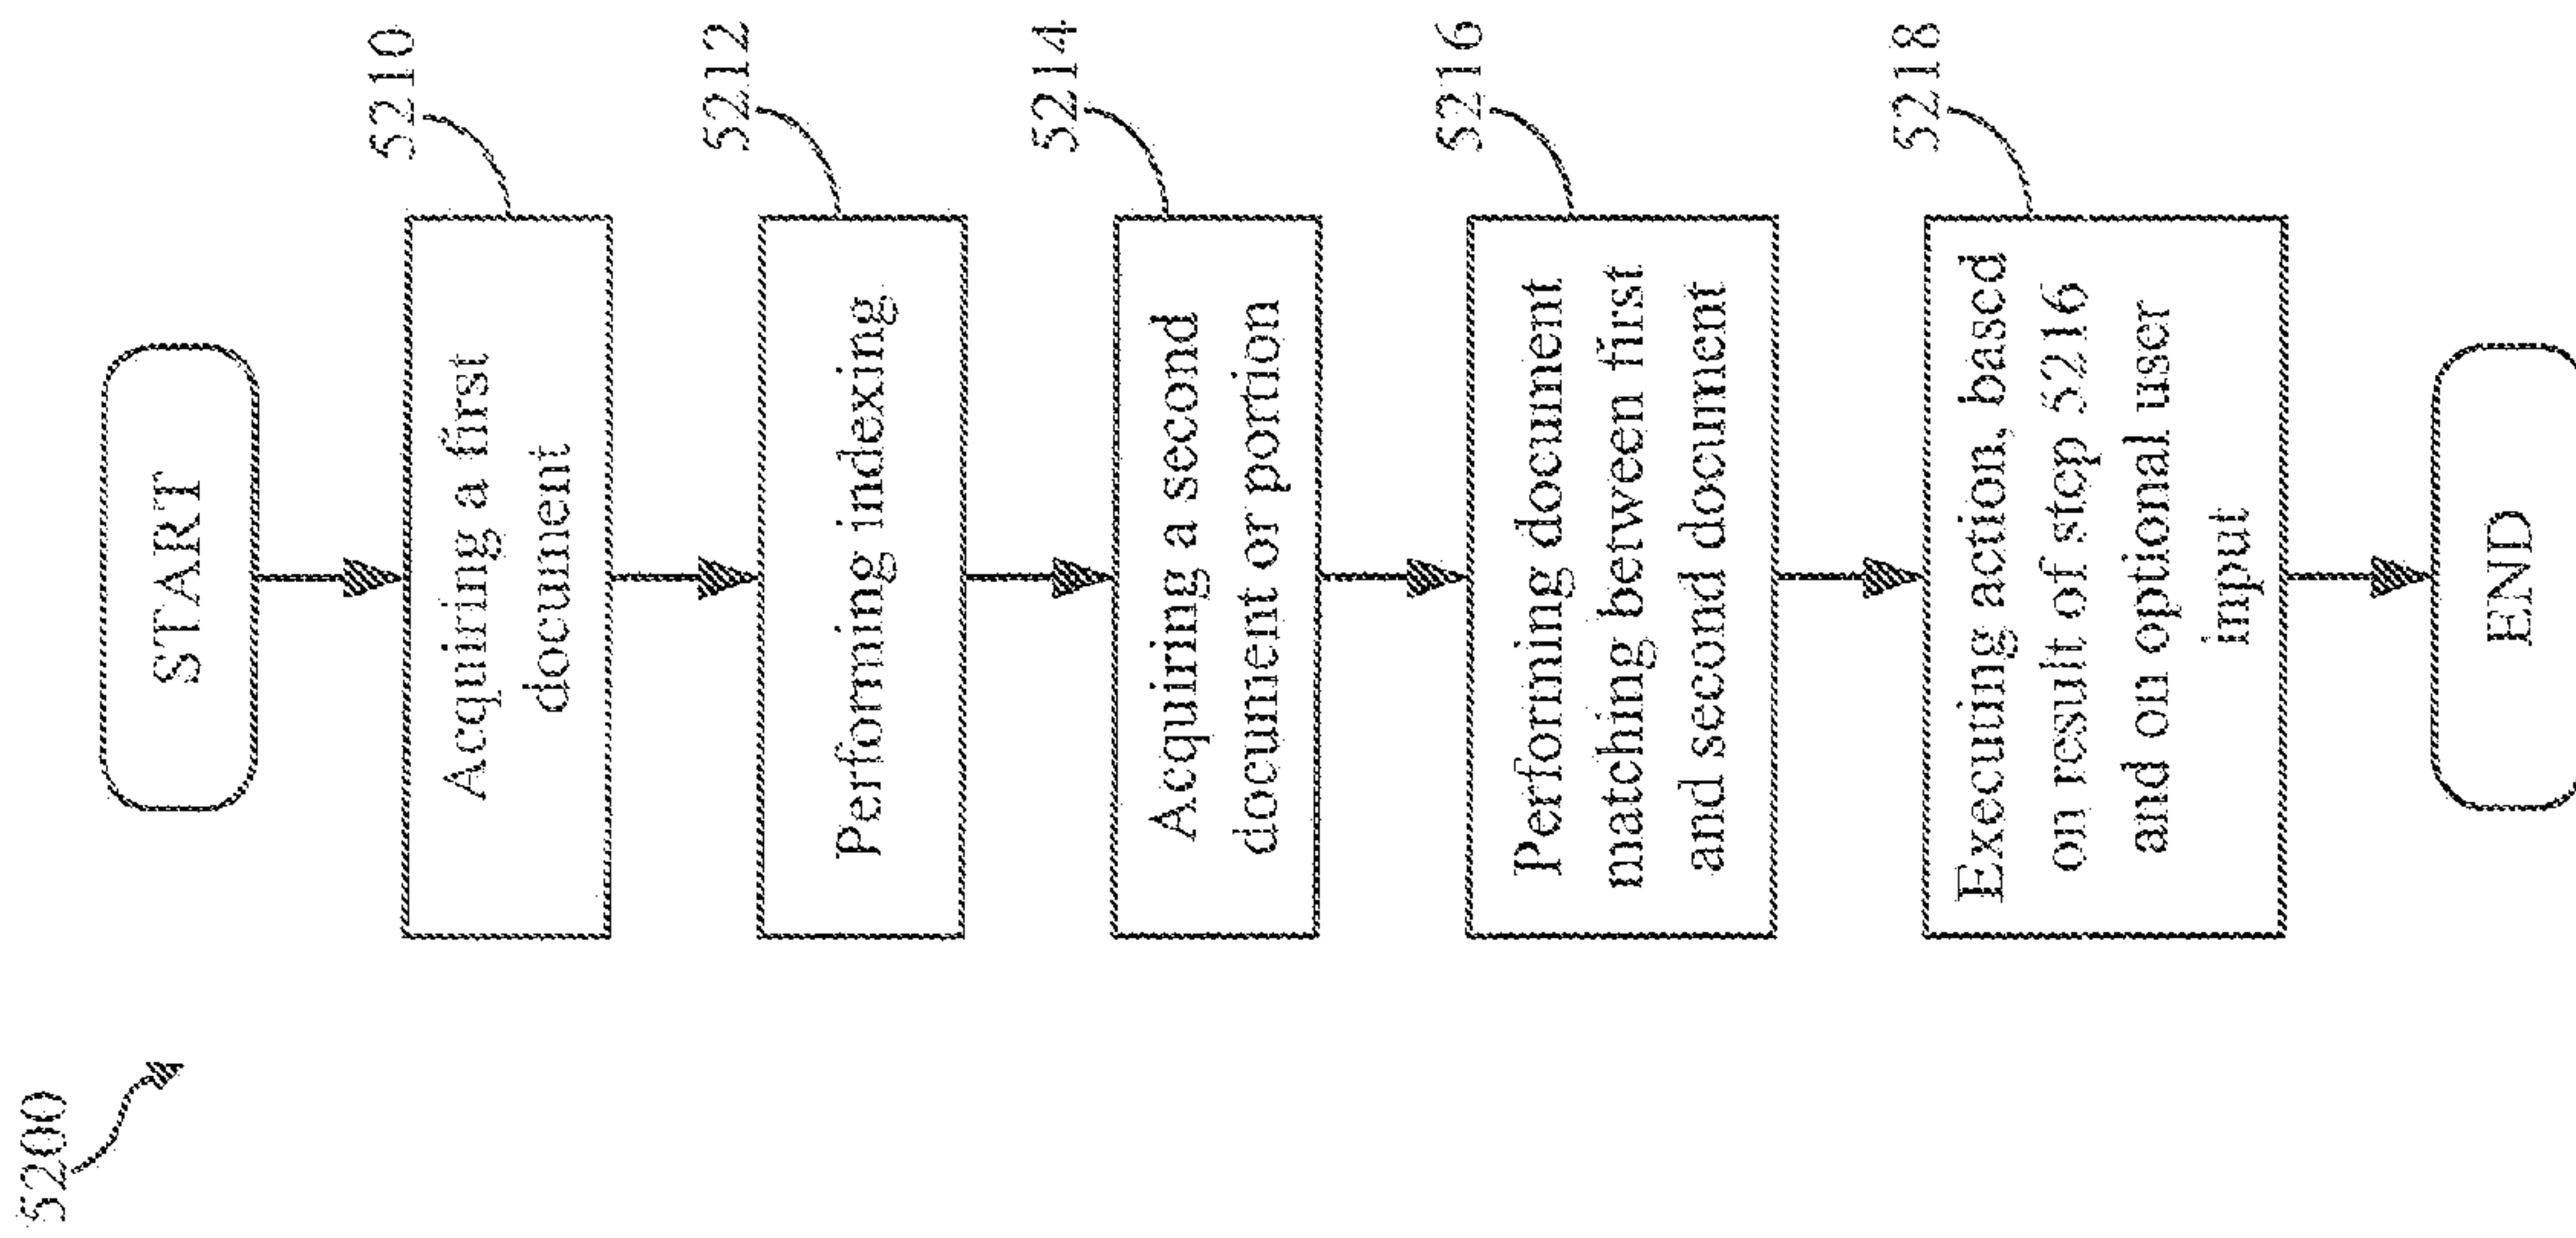 5200
START
5210
Acquiring a first
document
5212
Performing indexing
5214
Acquiring a second
document or portion
5216
Performing document
matching between first
and second document
5218
Executing action, based
on result of step 5216
and on optional user
input
END